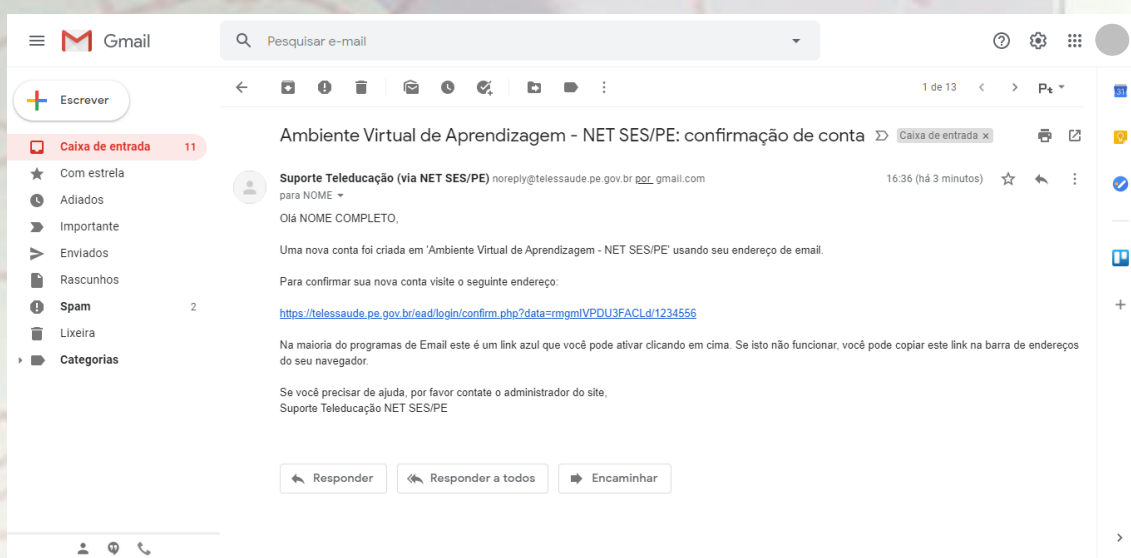 Gmail
Pesquisar e-mail
Escrever
1 de 13
Caixa de entrada 11
Com estrela
Adiados
Importante
Enviados
Rascunhos
Spam 2
Lixeira
Categorias
Ambiente Virtual de Aprendizagem - NET SES/PE: confirmação de conta Caixa de entrada x
Suporte Teleducação (via NET SES/PE) noreply@telessaude.pe.gov.br por gmail.com 16:36 (há 3 minutos)
para NOME
Olá NOME COMPLETO,
Uma nova conta foi criada em 'Ambiente Virtual de Aprendizagem - NET SES/PE' usando seu endereço de email.
Para confirmar sua nova conta visite o seguinte endereço:
https://telessaude.pe.gov.br/ead/login/confirm.php?data=rmgmIVPDU3FACLd/1234556
Na maioria do programas de Email este é um link azul que você pode ativar clicando em cima. Se isto não funcionar, você pode copiar este link na barra de endereços
do seu navegador.
Se você precisar de ajuda, por favor contate o administrador do site,
Suporte Teleducação NET SES/PE
Responder
Responder a todos
Encaminhar
31